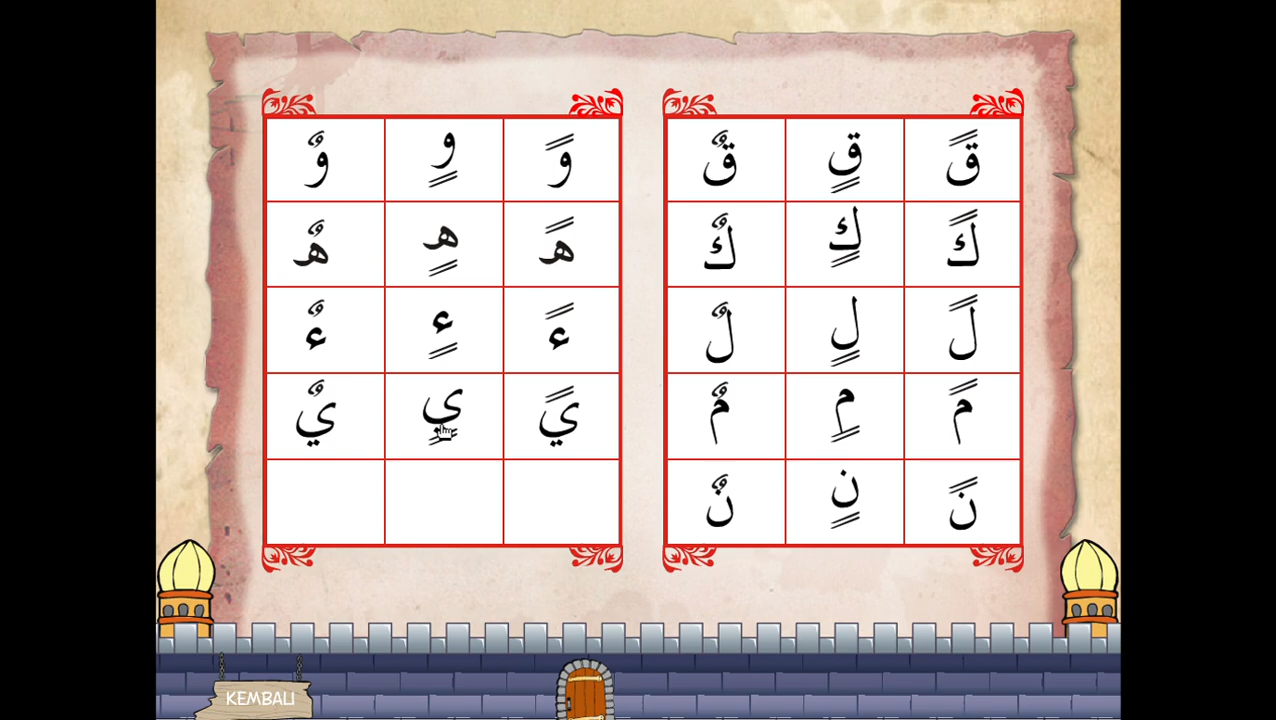 قً قٍ قٌ
كً كٍ كٌ
لً لٍ لٌ
مً مٍ مٌ
نً نٍ نٌ
وً وٍ وٌ
هً هٍ هٌ
ءً ءٍ ءٌ
يً يٍ يٌ
KEMBALI